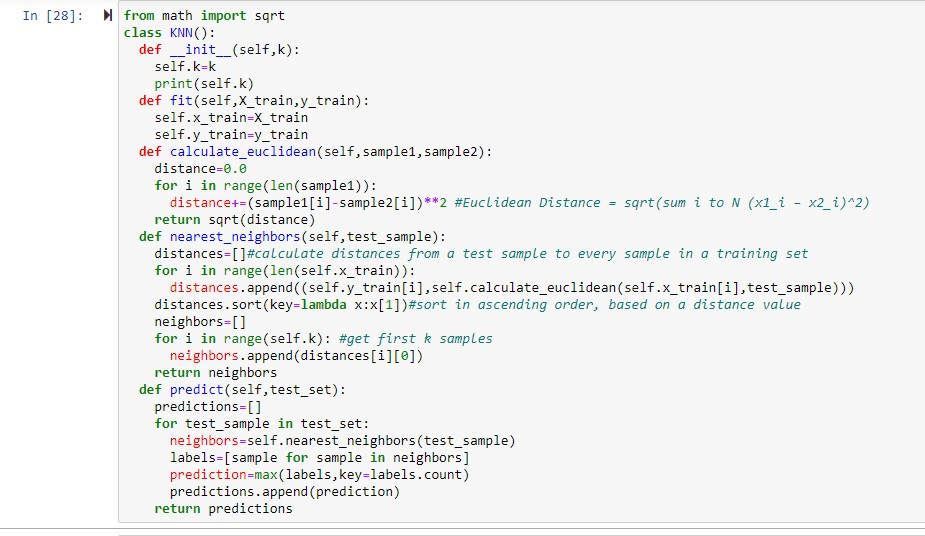 In [28]:
from math import sqrt
class KNN():
  def __init__(self,k):
    self.k=k
    print(self.k)
  def fit(self,X_train,y_train):
    self.x_train=X_train
    self.y_train=y_train
  def calculate_euclidean(self,sample1,sample2):
    distance=0.0
    for i in range(len(sample1)):
      distance+=(sample1[i]-sample2[i])**2 #Euclidean Distance = sqrt(sum i to N (x1_i – x2_i)^2)
    return sqrt(distance)
  def nearest_neighbors(self,test_sample):
    distances=[]#calculate distances from a test sample to every sample in a training set
    for i in range(len(self.x_train)):
      distances.append((self.y_train[i],self.calculate_euclidean(self.x_train[i],test_sample)))
    distances.sort(key=lambda x:x[1])#sort in ascending order, based on a distance value
    neighbors=[]
    for i in range(self.k): #get first k samples
      neighbors.append(distances[i][0])
    return neighbors
  def predict(self,test_set):
    predictions=[]
    for test_sample in test_set:
      neighbors=self.nearest_neighbors(test_sample)
      labels=[sample for sample in neighbors]
      prediction=max(labels,key=labels.count)
      predictions.append(prediction)
    return predictions